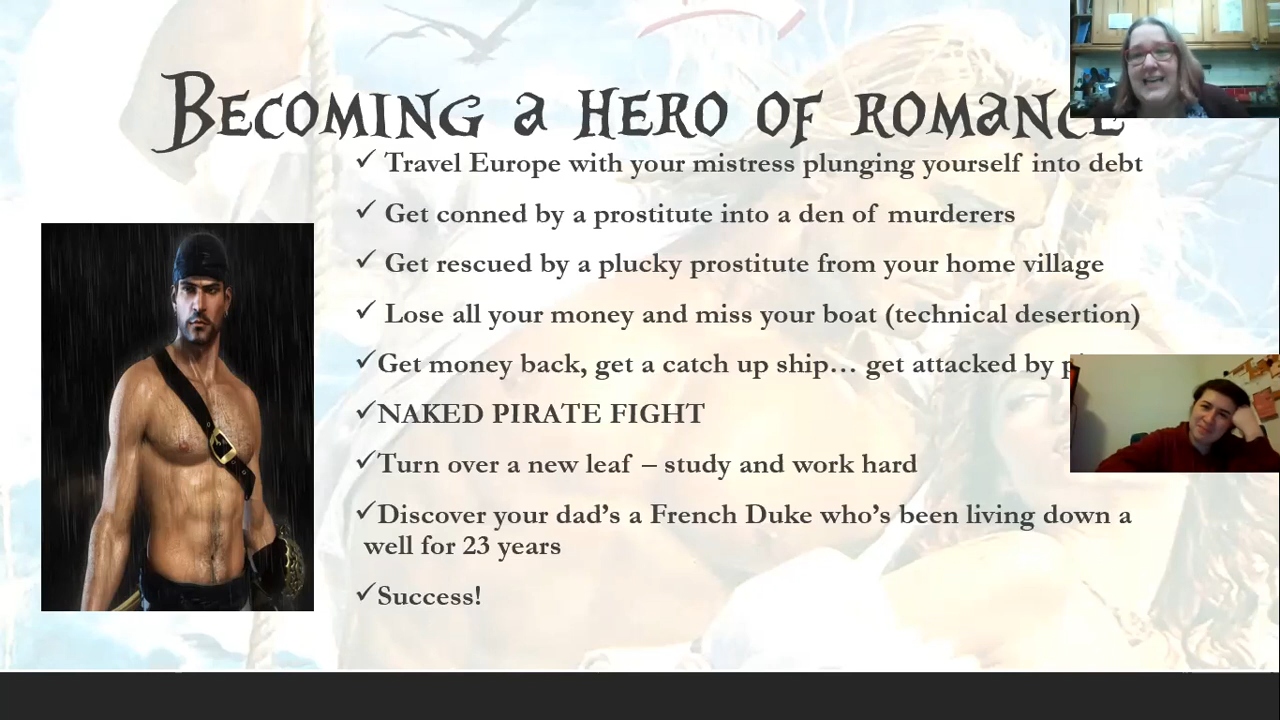 Becoming a Hero of Romance
✓ Travel Europe with your mistress plunging yourself into debt
✓ Get conned by a prostitute into a den of murderers
✓ Get rescued by a plucky prostitute from your home village
✓ Lose all your money and miss your boat (technical desertion)
✓Get money back, get a catch up ship… get attacked by
✓NAKED PIRATE FIGHT
✓Turn over a new leaf – study and work hard
✓Discover your dad’s a French Duke who’s been living down a
well for 23 years
✓Success!